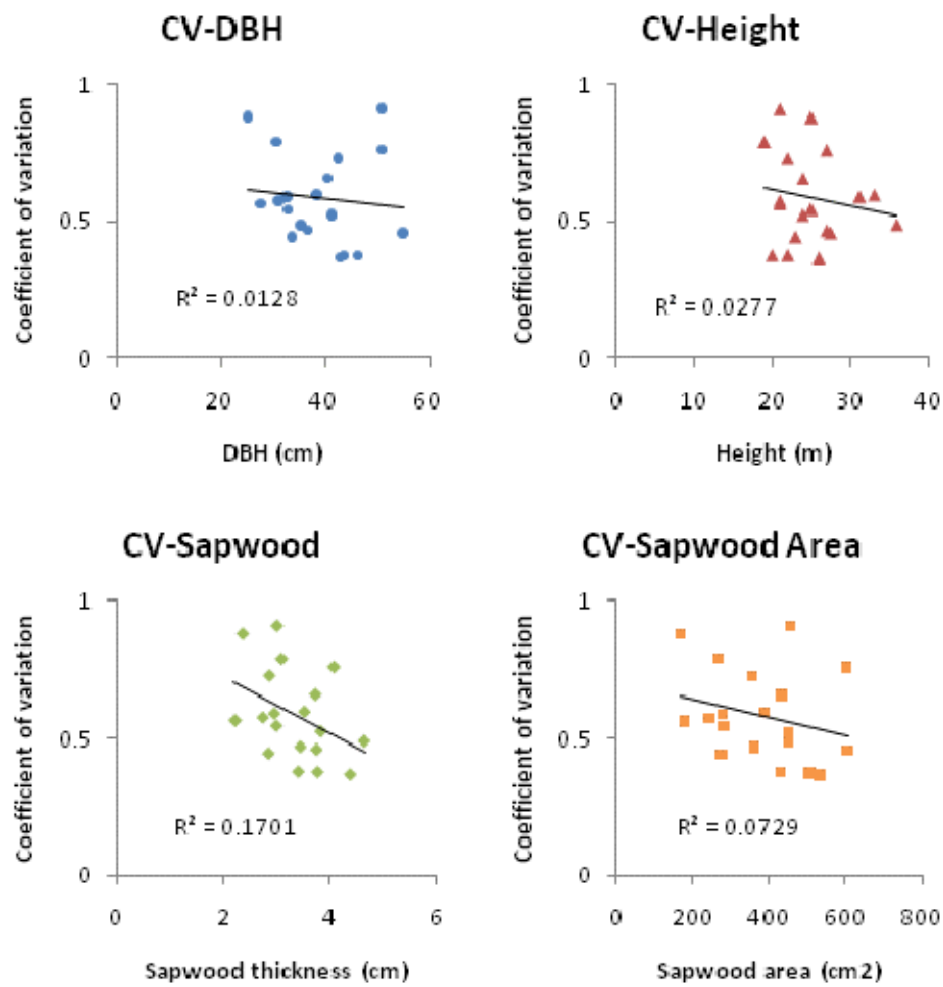 CV-DBH
Coefficient of variation
1
0.5
0
R² = 0.0128
0 20 40 60
DBH (cm)
CV-Height
Coefficient of variation
1
0.5
0
R² = 0.0277
0 10 20 30 40
Height (m)
CV-Sapwood
Coefficient of variation
1
0.5
0
R² = 0.1701
0 2 4 6
Sapwood thickness (cm)
CV-Sapwood Area
Coefficient of variation
1
0.5
0
R² = 0.0729
0 200 400 600 800
Sapwood area (cm2)